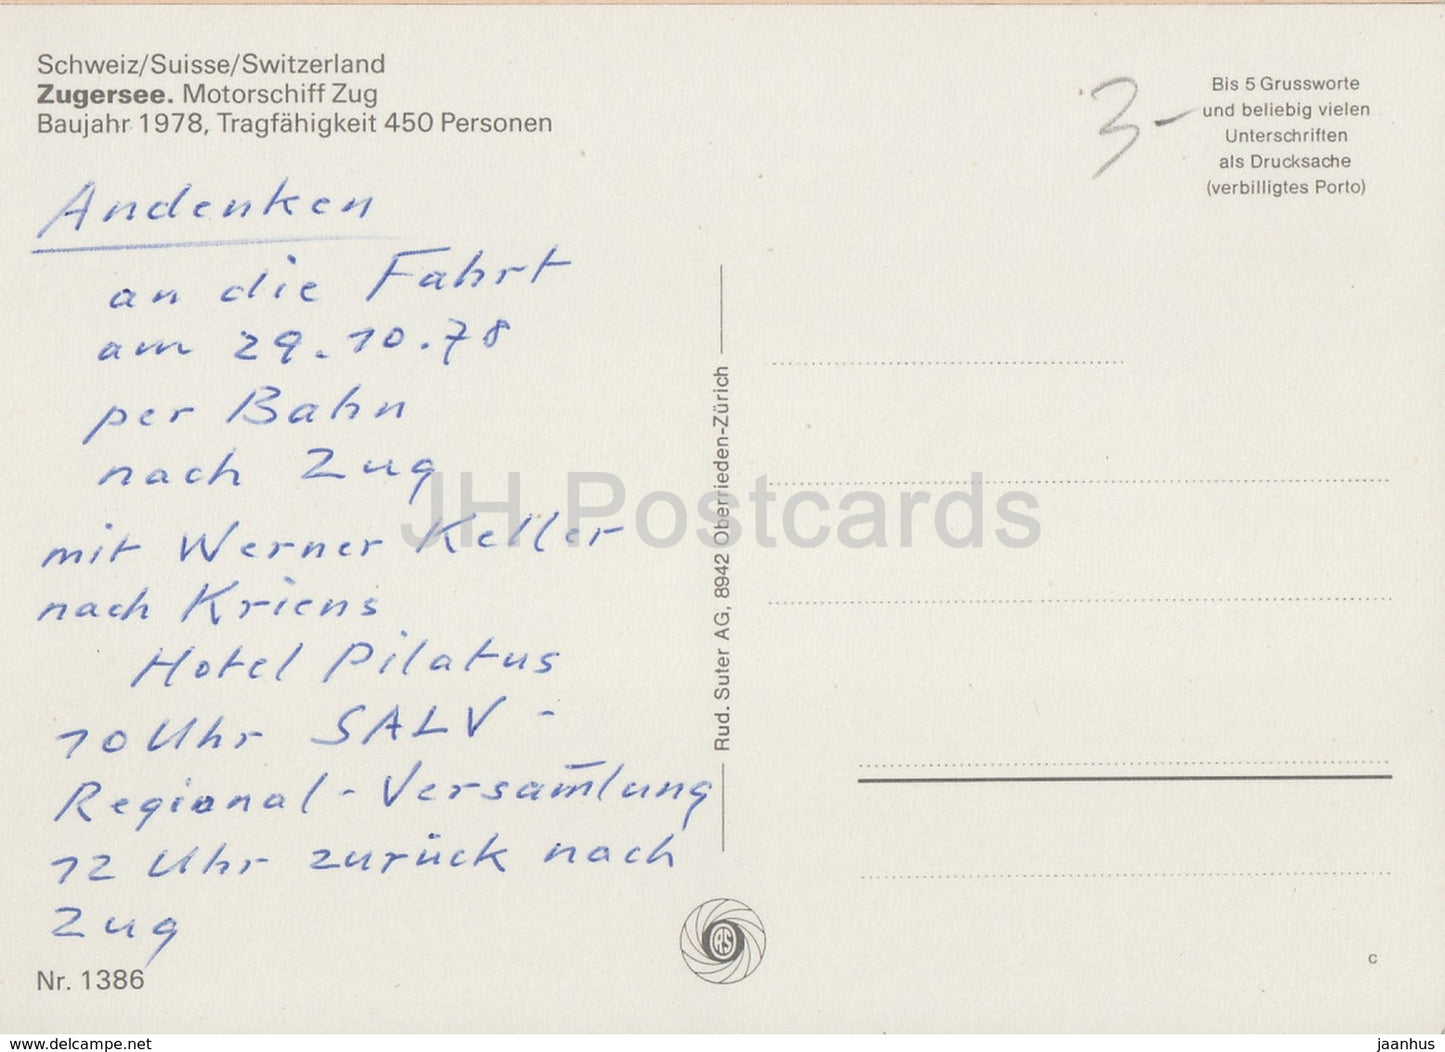 Schweiz/Suisse/Switzerland
Zugersee. Motorschiff Zug
Baujahr 1978, Tragfähigkeit 450 Personen
3-
Bis 5 Grussworte
und beliebig vielen
Unterschriften
als Drucksache
(verbilligtes Porto)
Andenken
an die Fahrt
am 29.10.78
per Bahn
nach Zug
mit Werner Keller
nach Kriens
Hotel Pilatus
10 Uhr SALV -
Regional-Versam̄lung
12 Uhr zurück nach
Zug
Nr. 1386
Rud. Suter AG, 8942 Oberrieden-Zürich
JH Postcards
RS
c
www.delcampe.net
jaanhus